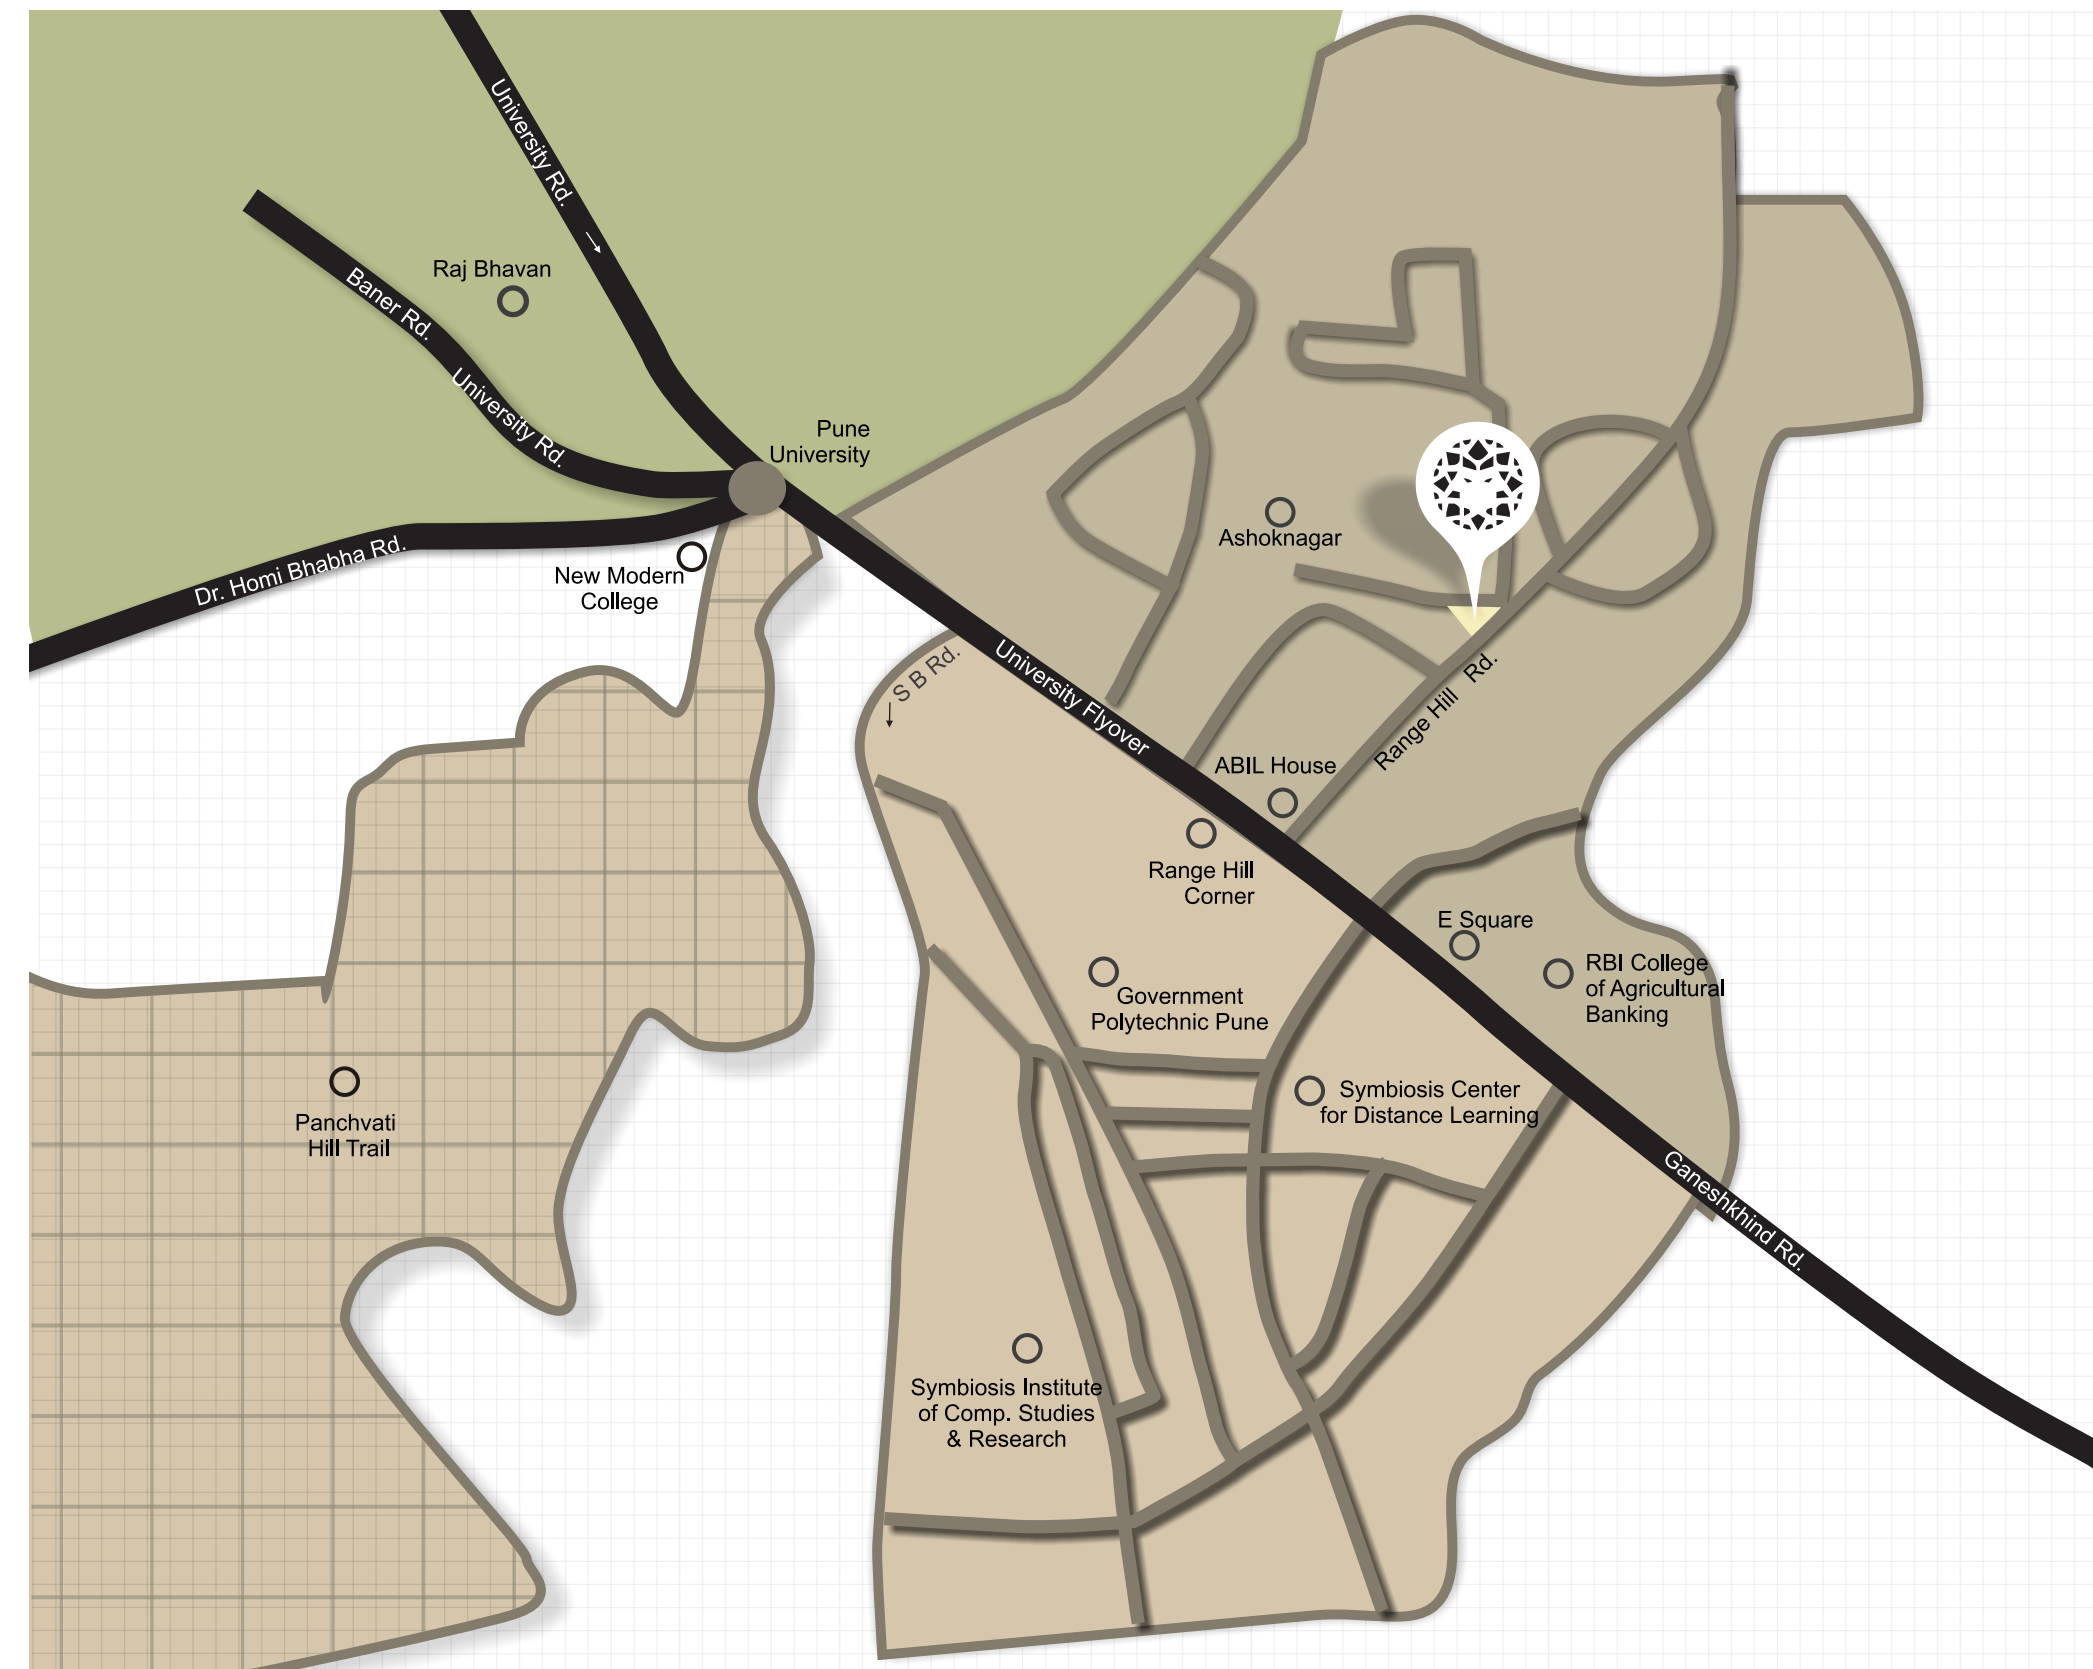 University Rd.
Raj Bhavan
Baner Rd.
University Rd.
Pune
University
Dr. Homi Bhabha Rd.
New Modern
College
Ashoknagar
S B Rd.
University Flyover
Range Hill Rd.
ABIL House
Range Hill
Corner
E Square
RBI College
of Agricultural
Banking
Government
Polytechnic Pune
Symbiosis Center
for Distance Learning
Panchvati
Hill Trail
Ganeshkhind Rd.
Symbiosis Institute
of Comp. Studies
& Research